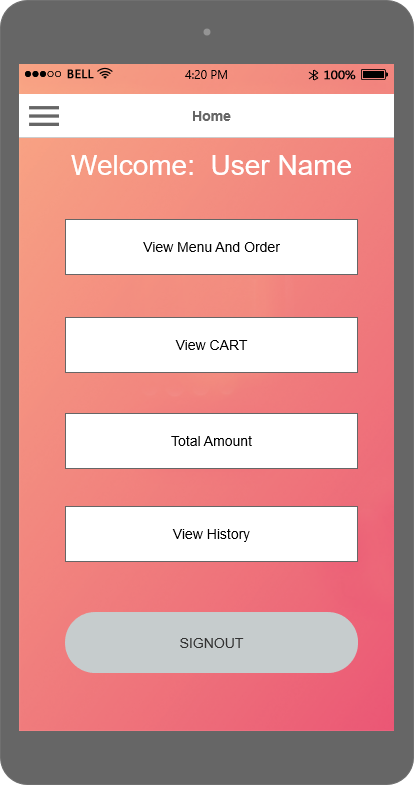 BELL 4:20 PM 100%
Home
Welcome:  User Name
View Menu And Order
View CART
Total Amount
View History
SIGNOUT